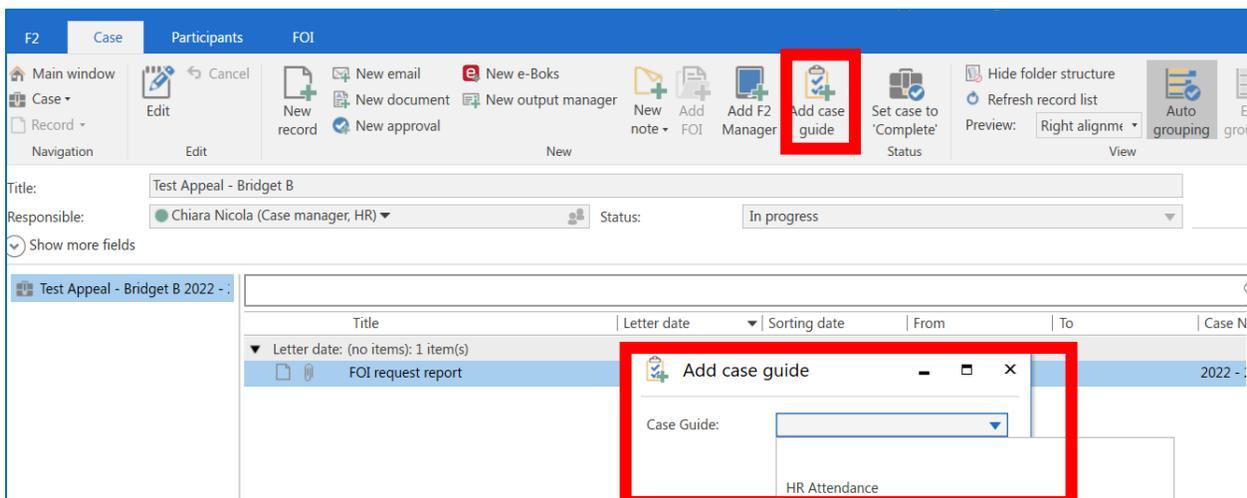 F2 Case Participants FOI
Main window
Case
Record
Navigation
Edit
Cancel
Edit
New record
New email
New document
New approval
New e-Boks
New output manager
New note
Add FOI
Add F2 Manager
Add case guide
New
Set case to 'Complete'
Status
Hide folder structure
Refresh record list
Preview: Right alignme
Auto grouping
View
Title: Test Appeal - Bridget B
Responsible: Chiara Nicola (Case manager, HR) Status: In progress
Show more fields
Test Appeal - Bridget B 2022 -
Title Letter date Sorting date From To Case N
Letter date: (no items): 1 item(s)
FOI request report 2022 -
Add case guide
Case Guide:
HR Attendance